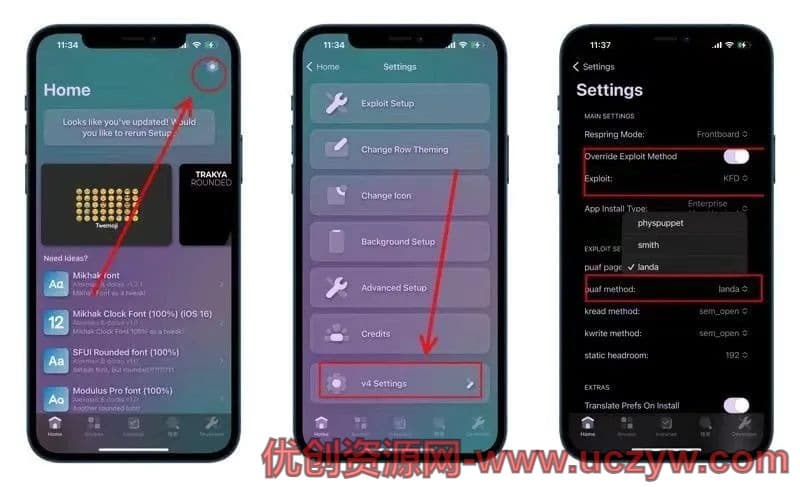 11:34
Home
Looks like you've updated! Would
you like to rerun Setup?
TRAKYA
ROUNDED
Twemoji
Need Ideas?
Mikhak font
Mikhak Font as a tweak!
Mikhak Clock Font (100%) (iOS 16)
Mikhak Clock Font 100% as a tweak!
SFUI Rounded font (100%)
Modulus Pro font (100%)
Another rounded font!
Home
11:34
Home
Settings
Exploit Setup
Change Row Theming
Change Icon
Background Setup
Advanced Setup
Credits
v4 Settings
Home
11:37
Settings
Settings
MAIN SETTINGS
Respring Mode: Frontboard
Override Exploit Method
Exploit: KFD
App Install Type: Enterprise
physpuppet
smith
landa
EXPLOIT SE
puaf page
puaf method: landa
kread method: sem_open
kwrite method: sem_open
static headroom: 192
EXTRAS
Translate Prefs On Install
Home
优创资源网-www.uczyw.com